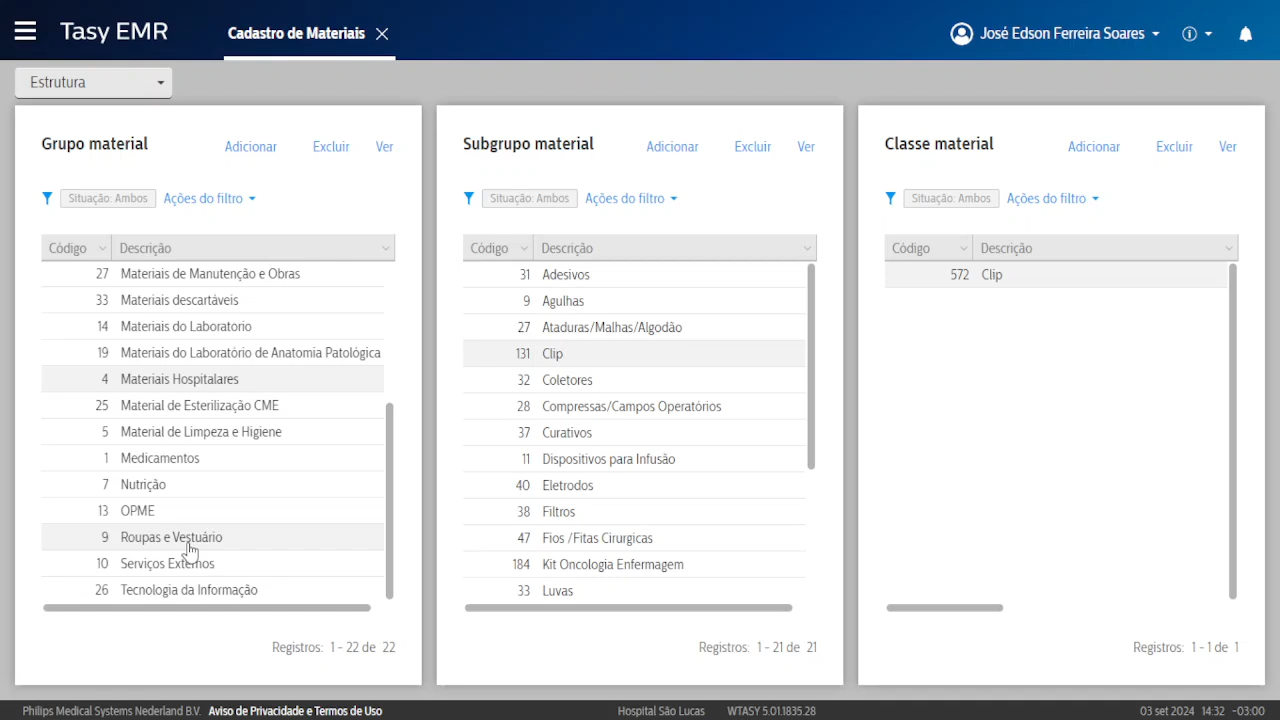 Tasy EMR
Cadastro de Materiais
José Edson Ferreira Soares
Estrutura
Grupo material
Adicionar
Excluir
Ver
Situação: Ambos
Ações do filtro
Código
Descrição
27 Materiais de Manutenção e Obras
33 Materiais descartáveis
14 Materiais do Laboratorio
19 Materiais do Laboratório de Anatomia Patológica
4 Materiais Hospitalares
25 Material de Esterilização CME
5 Material de Limpeza e Higiene
1 Medicamentos
7 Nutrição
13 OPME
9 Roupas e Vestuário
10 Serviços Externos
26 Tecnologia da Informação
Registros: 1 - 22 de 22
Subgrupo material
Adicionar
Excluir
Ver
Situação: Ambos
Ações do filtro
Código
Descrição
31 Adesivos
9 Agulhas
27 Ataduras/Malhas/Algodão
131 Clip
32 Coletores
28 Compressas/Campos Operatórios
37 Curativos
11 Dispositivos para Infusão
40 Eletrodos
38 Filtros
47 Fios /Fitas Cirurgicas
184 Kit Oncologia Enfermagem
33 Luvas
Registros: 1 - 21 de 21
Classe material
Adicionar
Excluir
Ver
Situação: Ambos
Ações do filtro
Código
Descrição
572 Clip
Registros: 1 - 1 de 1
Philips Medical Systems Nederland B.V. Aviso de Privacidade e Termos de Uso
Hospital São Lucas
WTASY 5.01.1835.28
03 set 2024 14:32 -03:00